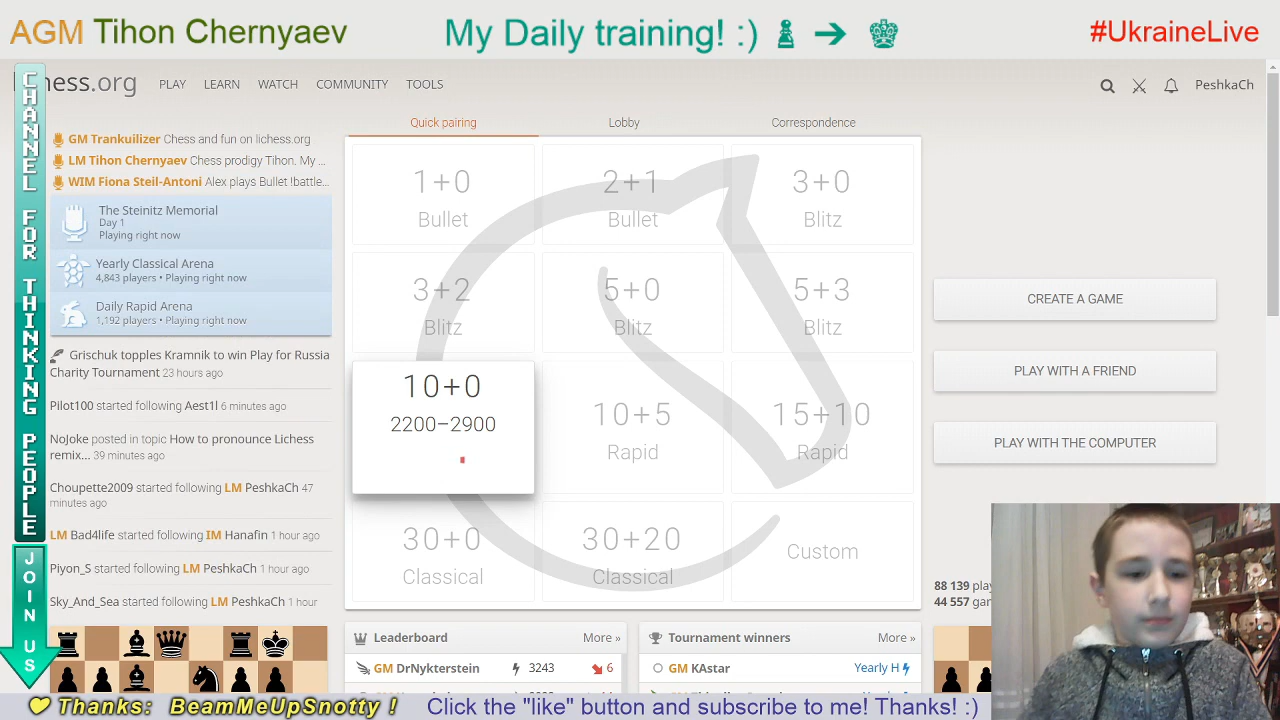 AGM Tihon Chernyaev
My Daily training! :)
#UkraineLive
CHANNEL FOR THINKING PEOPLE
JOIN US
hess.org
PLAY
LEARN
WATCH
COMMUNITY
TOOLS
PeshkaCh
GM Trankuilizer Chess and fun on lichess.org
LM Tihon Chernyaev Chess prodigy Tihon. My ...
WIM Fiona Steil-Antoni Alex plays Bullet !battle...
The Steinitz Memorial
Day 1
Playing right now
Yearly Classical Arena
4,843 players • Playing right now
Daily Rapid Arena
1,192 players • Playing right now
Grischuk topples Kramnik to win Play for Russia
Charity Tournament 23 hours ago
Pilot100 started following Aest1l 6 minutes ago
NoJoke posted in topic How to pronounce Lichess
remix... 39 minutes ago
Choupette2009 started following LM PeshkaCh 47
minutes ago
LM Bad4life started following IM Hanafin 1 hour ago
Piyon_S started following LM PeshkaCh 1 hour ago
Sky_And_Sea started following LM PeshkaCh 1 hour
Quick pairing
Lobby
Correspondence
1+0
Bullet
2+1
Bullet
3+0
Blitz
3+2
Blitz
5+0
Blitz
5+3
Blitz
10+0
2200–2900
10+5
Rapid
15+10
Rapid
30+0
Classical
30+20
Classical
Custom
CREATE A GAME
PLAY WITH A FRIEND
PLAY WITH THE COMPUTER
88 139 play
44 557 gam
Leaderboard
More »
GM DrNykterstein
3243
6
Tournament winners
More »
GM KAstar
Yearly H
Thanks: BeamMeUpSnotty !
Click the "like" button and subscribe to me! Thanks! :)